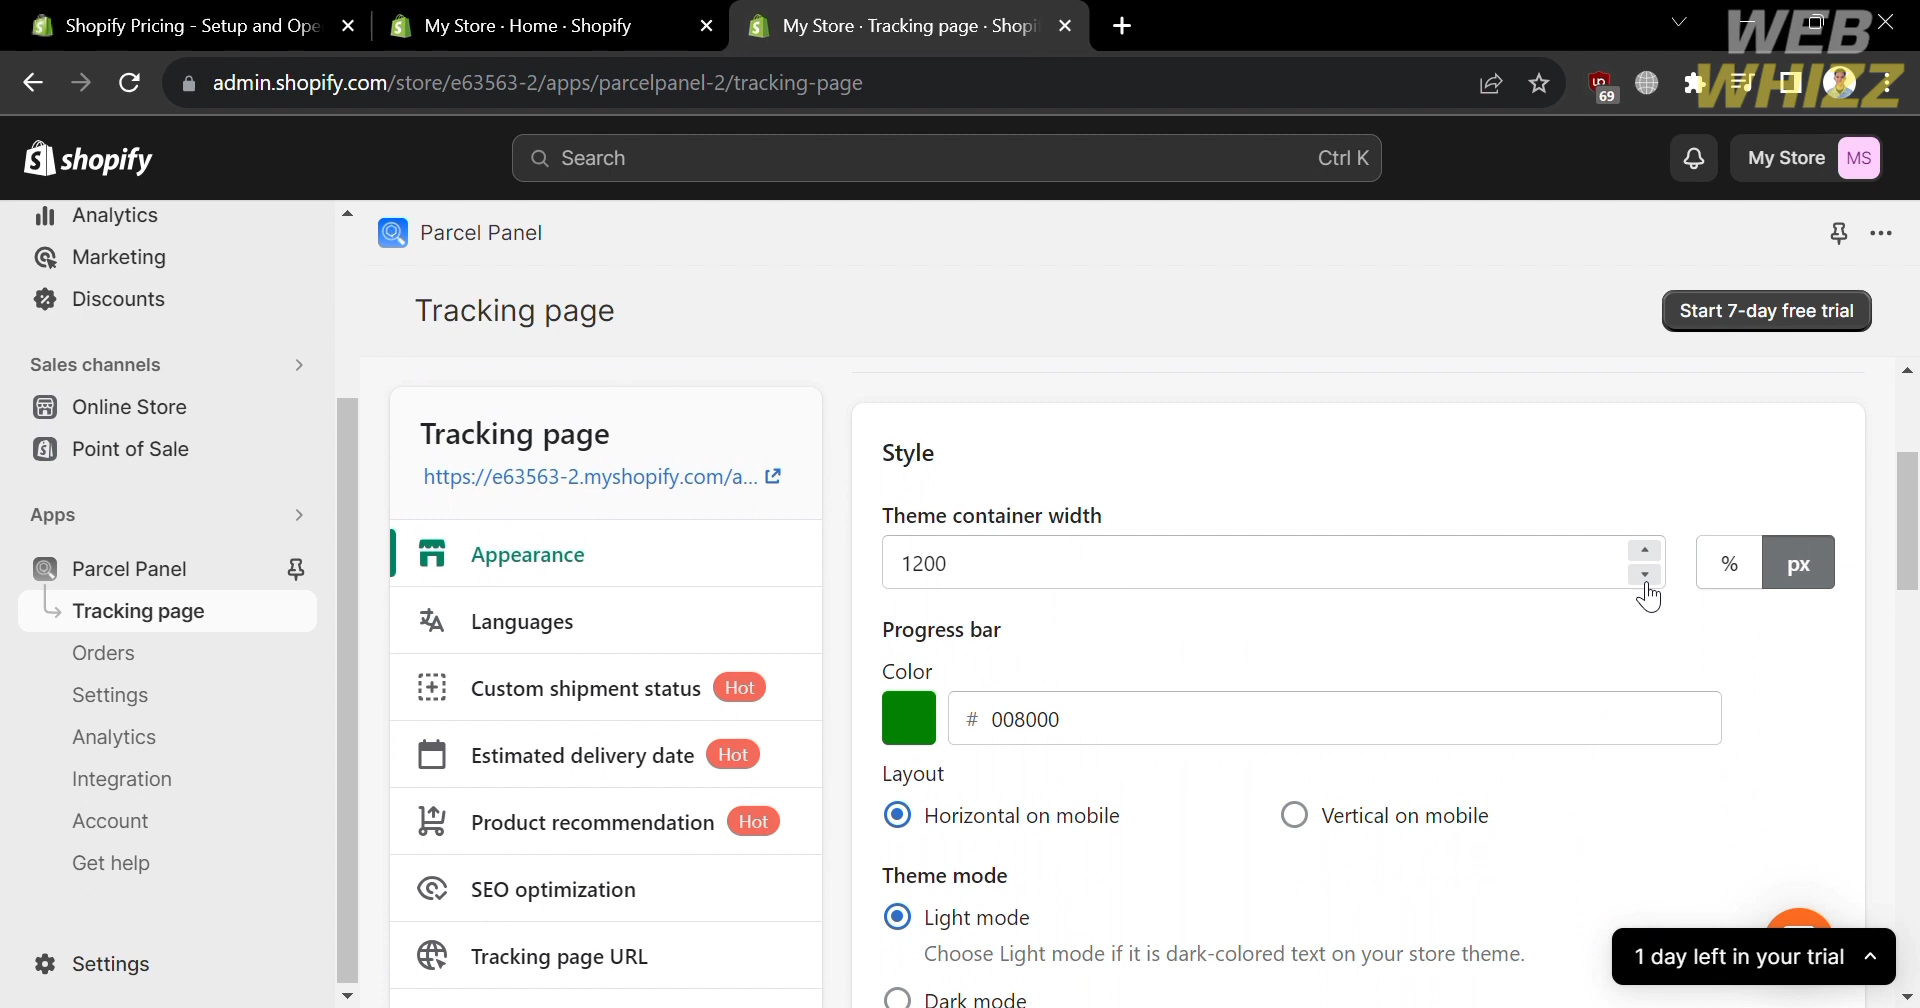 Shopify Pricing - Setup and Ope
My Store · Home · Shopify
My Store · Tracking page · Shopi
WEB
WHIZZ
admin.shopify.com/store/e63563-2/apps/parcelpanel-2/tracking-page
69
shopify
Search
Ctrl K
My Store
MS
Analytics
Marketing
Discounts
Sales channels
Online Store
Point of Sale
Apps
Parcel Panel
Tracking page
Orders
Settings
Analytics
Integration
Account
Get help
Settings
Parcel Panel
Tracking page
Start 7-day free trial
Tracking page
https://e63563-2.myshopify.com/a...
Appearance
Languages
Custom shipment status Hot
Estimated delivery date Hot
Product recommendation Hot
SEO optimization
Tracking page URL
Style
Theme container width
1200
% px
Progress bar
Color
# 008000
Layout
Horizontal on mobile
Vertical on mobile
Theme mode
Light mode
Choose Light mode if it is dark-colored text on your store theme.
Dark mode
1 day left in your trial